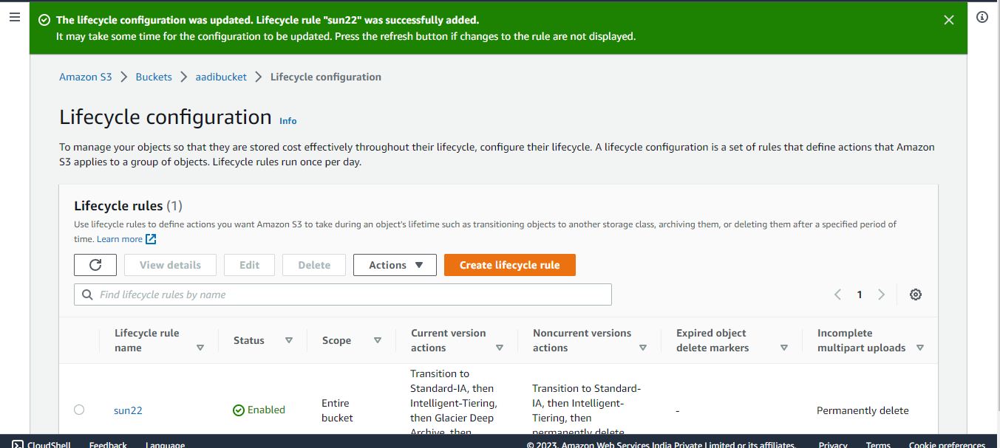 The lifecycle configuration was updated. Lifecycle rule "sun22" was successfully added.
It may take some time for the configuration to be updated. Press the refresh button if changes to the rule are not displayed.
Amazon S3 > Buckets > aadibucket > Lifecycle configuration
Lifecycle configuration Info
To manage your objects so that they are stored cost effectively throughout their lifecycle, configure their lifecycle. A lifecycle configuration is a set of rules that define actions that Amazon
S3 applies to a group of objects. Lifecycle rules run once per day.
Lifecycle rules (1)
Use lifecycle rules to define actions you want Amazon S3 to take during an object's lifetime such as transitioning objects to another storage class, archiving them, or deleting them after a specified period of
time. Learn more
View details Edit Delete Actions Create lifecycle rule
Find lifecycle rules by name
1
Lifecycle rule
name
Status
Scope
Current version
actions
Noncurrent versions
actions
Expired object
delete markers
Incomplete
multipart uploads
sun22
Enabled
Entire
bucket
Transition to
Standard-IA, then
Intelligent-Tiering,
then Glacier Deep
Archive, then
Transition to Standard-
IA, then Intelligent-
Tiering, then
permanently delete
-
Permanently delete
CloudShell Feedback Language © 2023, Amazon Web Services India Private Limited or its affiliates. Privacy Terms Cookie preferences